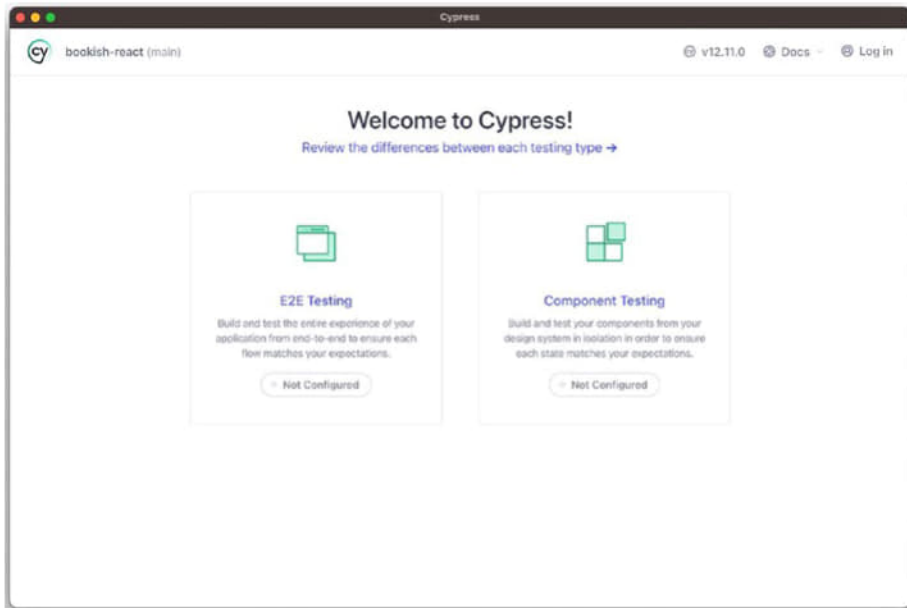 Cypress
cy bookish-react (main) v12.11.0 Docs Log in
Welcome to Cypress!
Review the differences between each testing type →
E2E Testing
Build and test the entire experience of your
application from end-to-end to ensure each
flow matches your expectations.
Not Configured
Component Testing
Build and test your components from your
design system in isolation in order to ensure
each state matches your expectations.
Not Configured